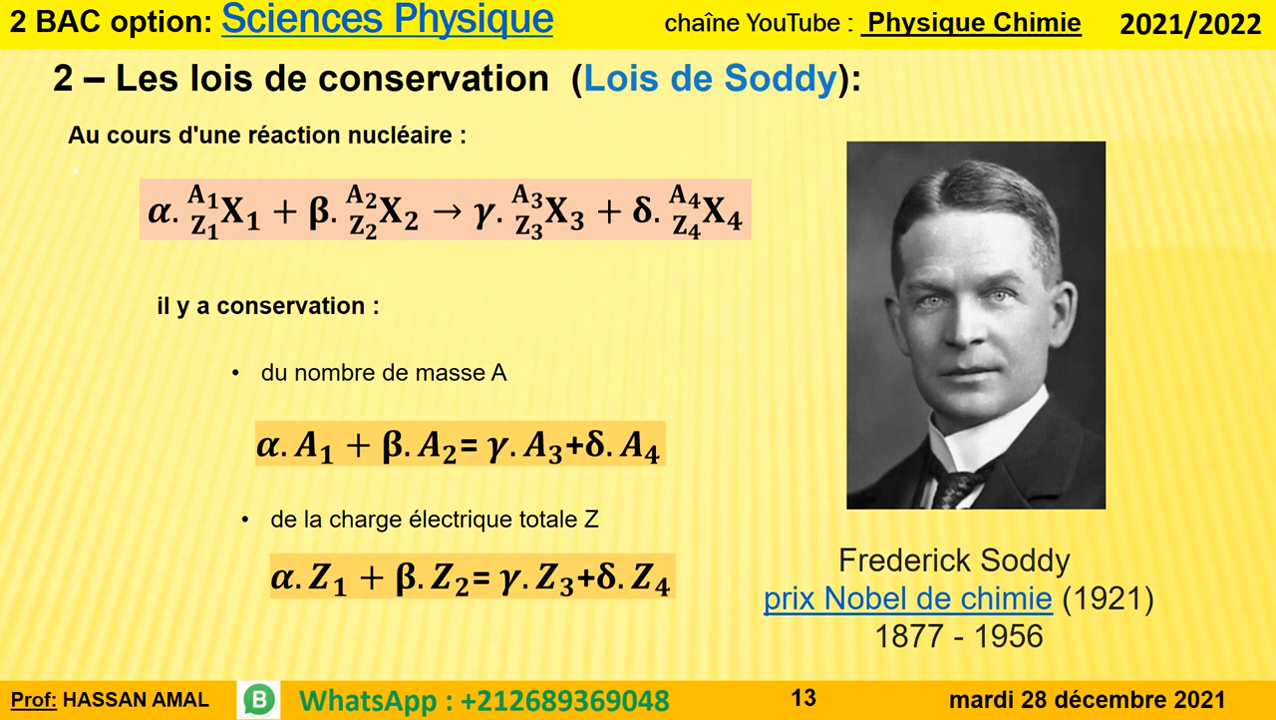 2 BAC option: Sciences Physique chaîne YouTube : Physique Chimie 2021/2022
2 – Les lois de conservation (Lois de Soddy):
Au cours d'une réaction nucléaire :
α. ᴬ¹Z₁X₁ + β. ᴬ²Z₂X₂ → γ. ᴬ³Z₃X₃ + δ. ᴬ⁴Z₄X₄
il y a conservation :
• du nombre de masse A
α. A₁ + β. A₂= γ. A₃+δ. A₄
• de la charge électrique totale Z
α. Z₁ + β. Z₂= γ. Z₃+δ. Z₄
Frederick Soddy
prix Nobel de chimie (1921)
1877 - 1956
Prof: HASSAN AMAL B WhatsApp : +212689369048 13 mardi 28 décembre 2021